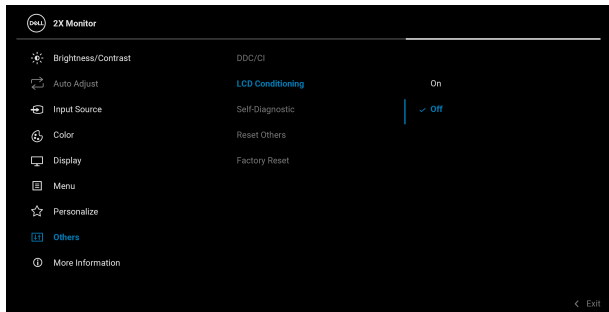 DELL 2X Monitor
Brightness/Contrast DDC/CI
Auto Adjust LCD Conditioning On
Input Source Self-Diagnostic Off
Color Reset Others
Display Factory Reset
Menu
Personalize
Others
More Information
Exit